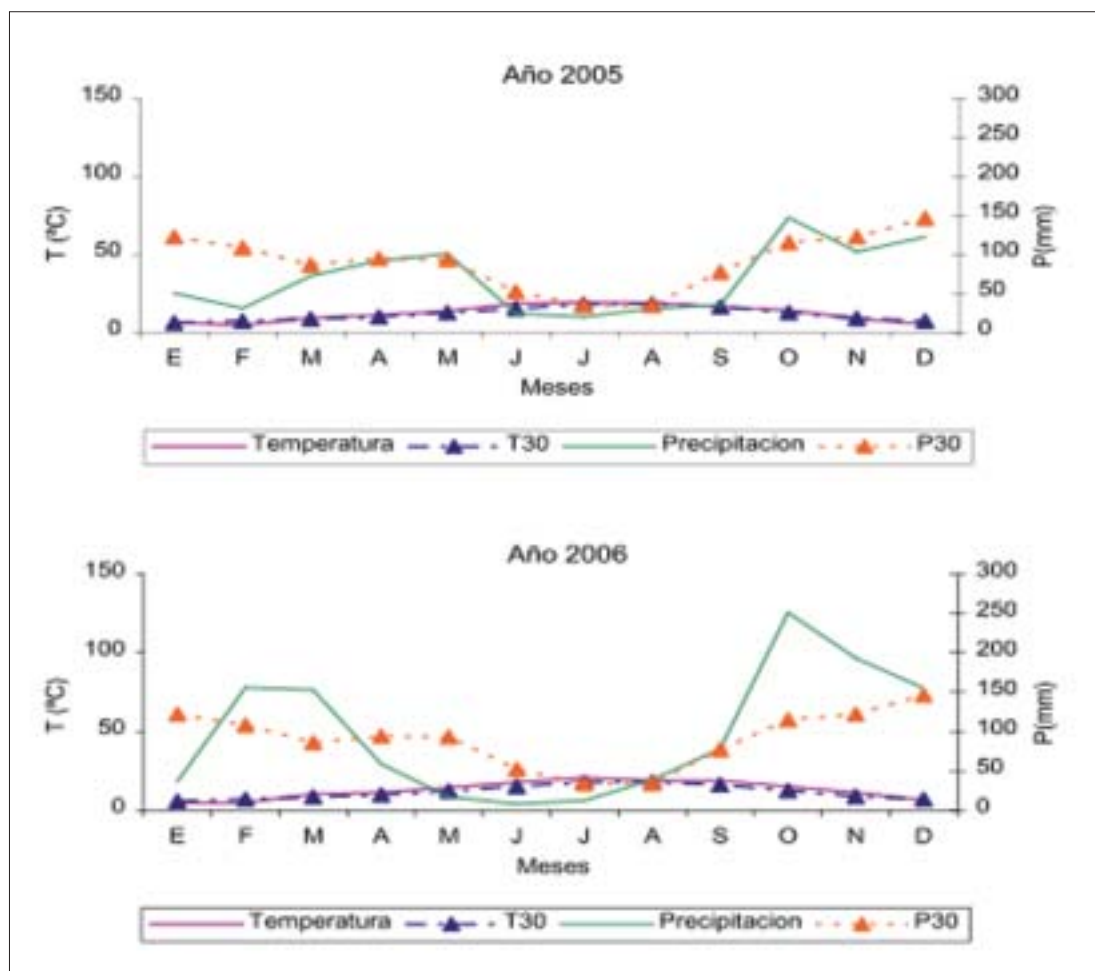 Año 2005
150 300
250
100 200
150
50 100
50
0 0
T (ªC)
P(mm)
E F M A M J J A S O N D
Meses
Temperatura T30 Precipitacion P30
Año 2006
150 300
250
100 200
150
50 100
50
0 0
T (ªC)
P(mm)
E F M A M J J A S O N D
Meses
Temperatura T30 Precipitacion P30